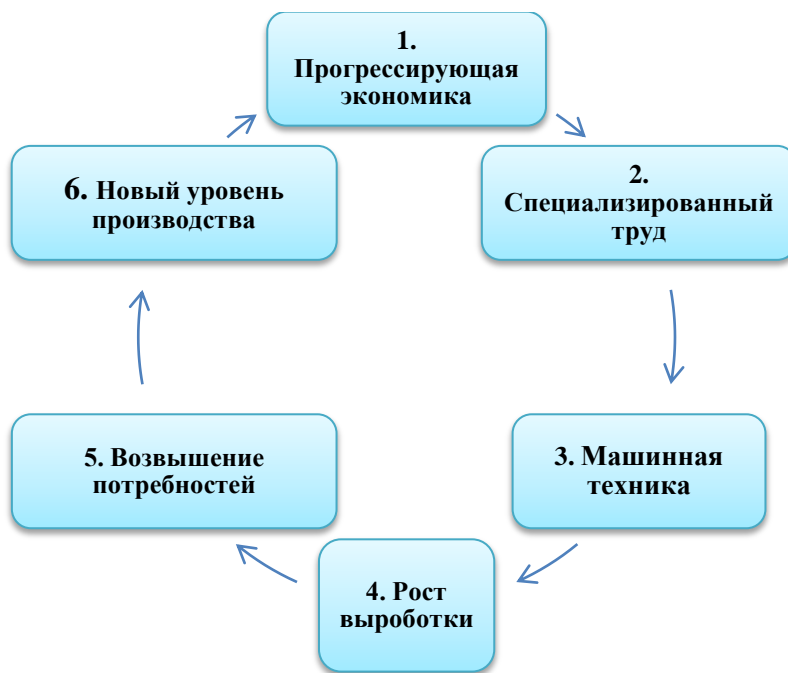 1.
Прогрессирующая
экономика
2.
Специализированный
труд
3. Машинная
техника
4. Рост
выроботки
5. Возвышение
потребностей
6. Новый уровень
производства